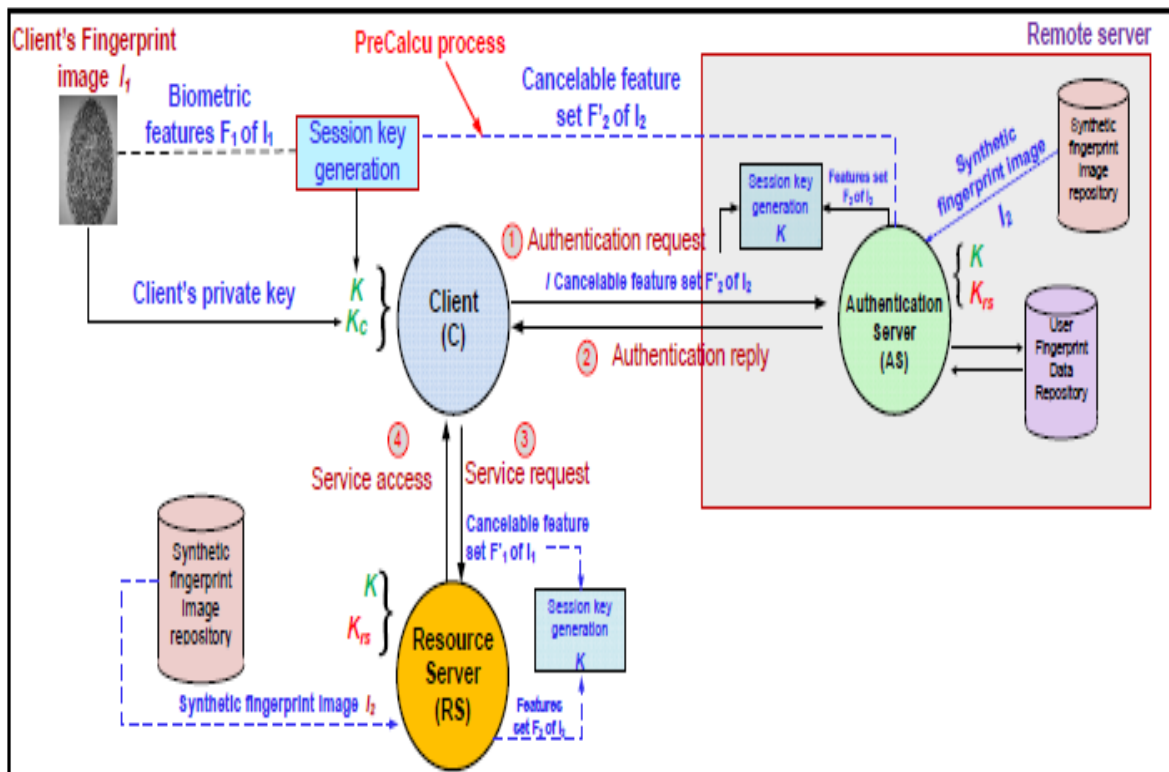 Client's Fingerprint
image I1
PreCalcu process
Remote server
Biometric
features F1 of I1
Session key
generation
Cancelable feature
set F'2 of I2
Synthetic
fingerprint
image
repository
Synthetic
fingerprint image
I2
Session key
generation
K
Features set
F2 of I2
1 Authentication request
/ Cancelable feature set F'2 of I2
Client's private key
K
KC
Client
(C)
Authentication
Server
(AS)
K
Krs
User
Fingerprint
Data
Repository
2 Authentication reply
4
Service access
3
Service request
Cancelable feature
set F'1 of I1
Synthetic
fingerprint
image
repository
K
Krs
Resource
Server
(RS)
Session key
generation
K
Synthetic fingerprint image I2
Features
set F2 of I2